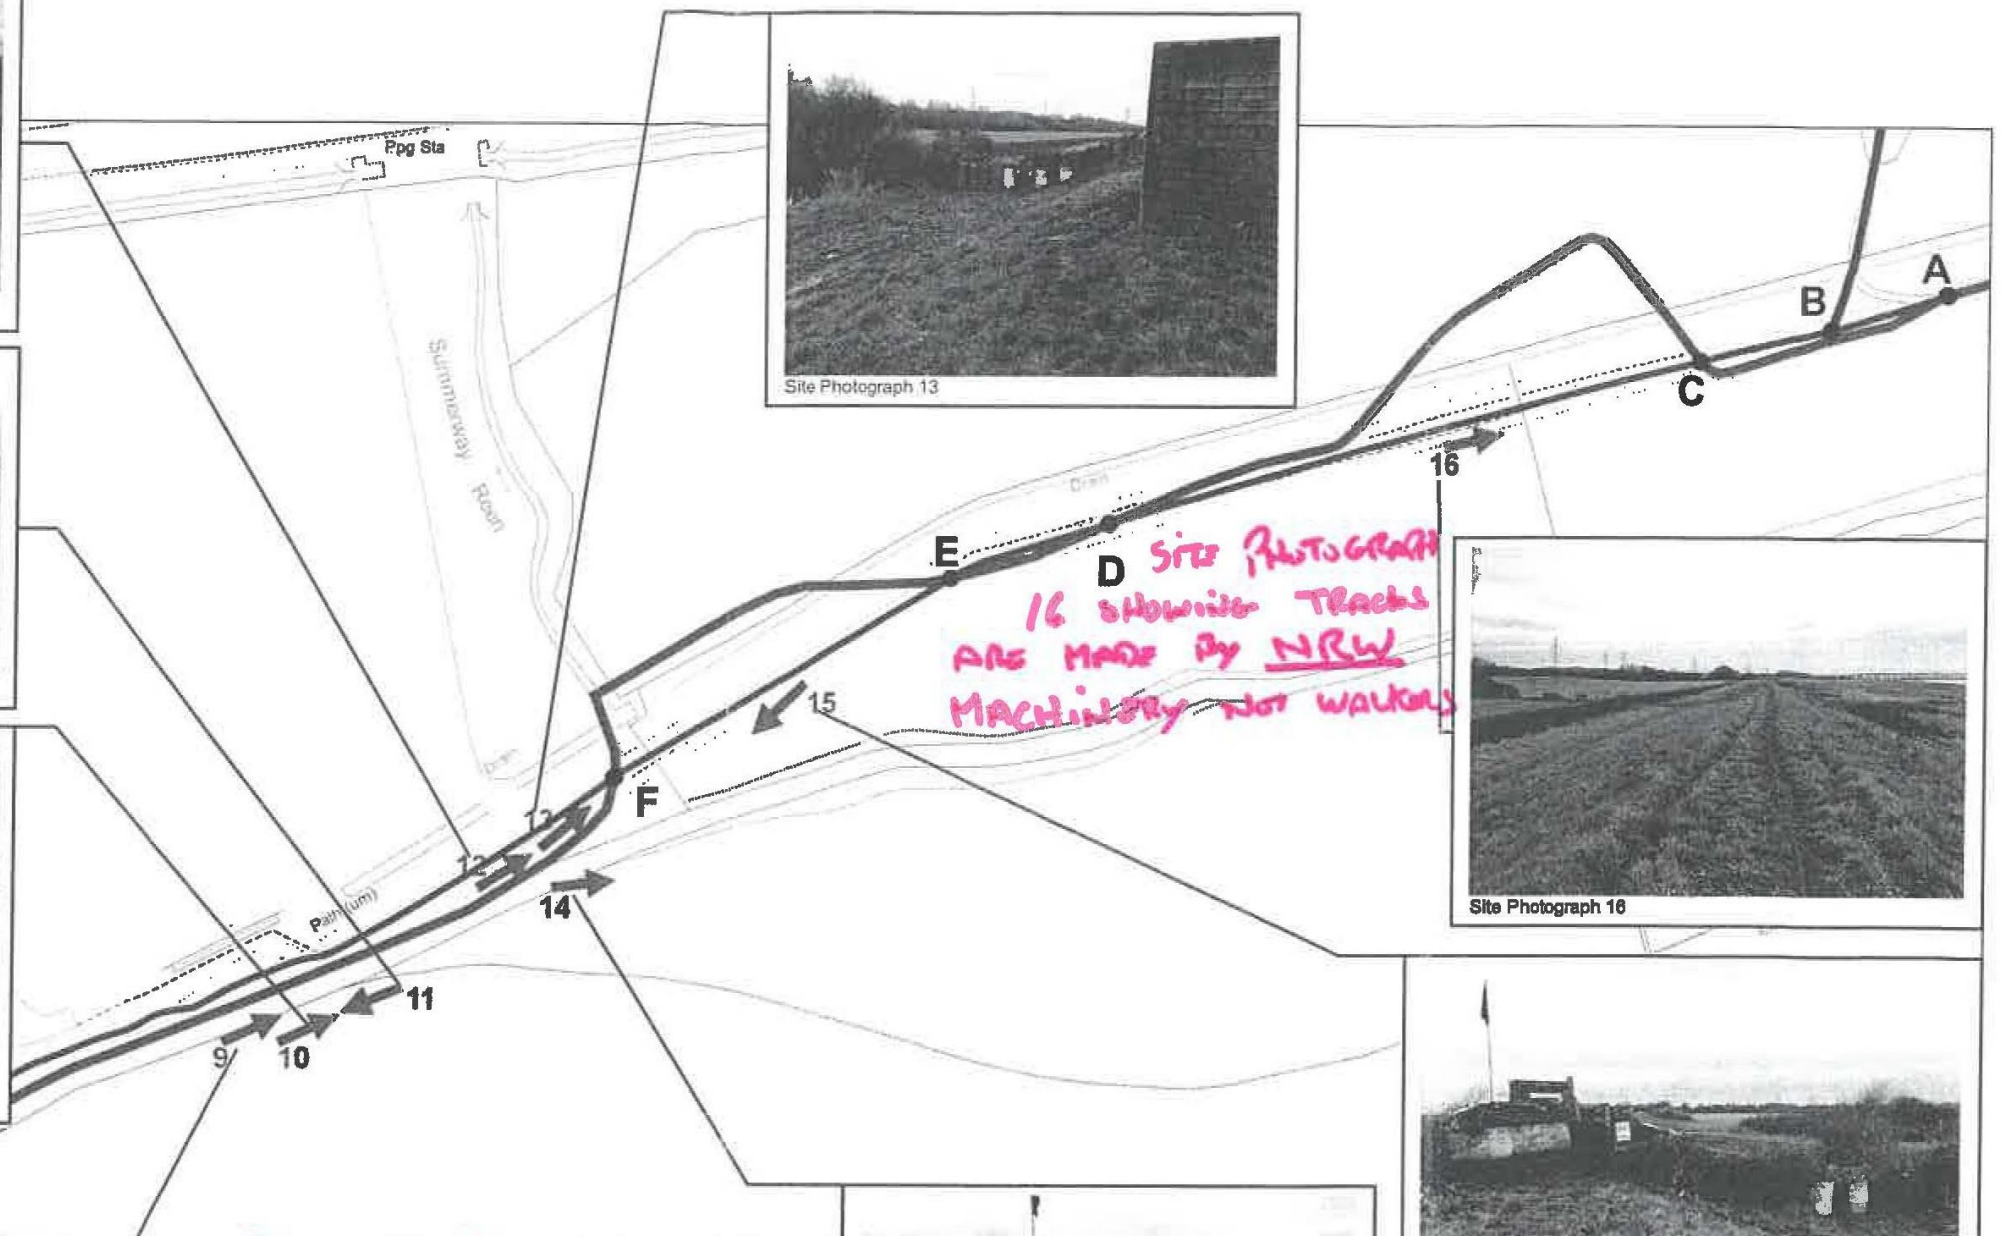 Ppg Sta
Summerway Reen
Site Photograph 13
A
B
C
Drain
16
E
D
SITE PHOTOGRAPH
16 SHOWING TRACKS
ARE MADE BY NRW
MACHINERY NOT WALKERS
15
Site Photograph 16
Drain
F
13
12
14
Path (um)
11
9
10